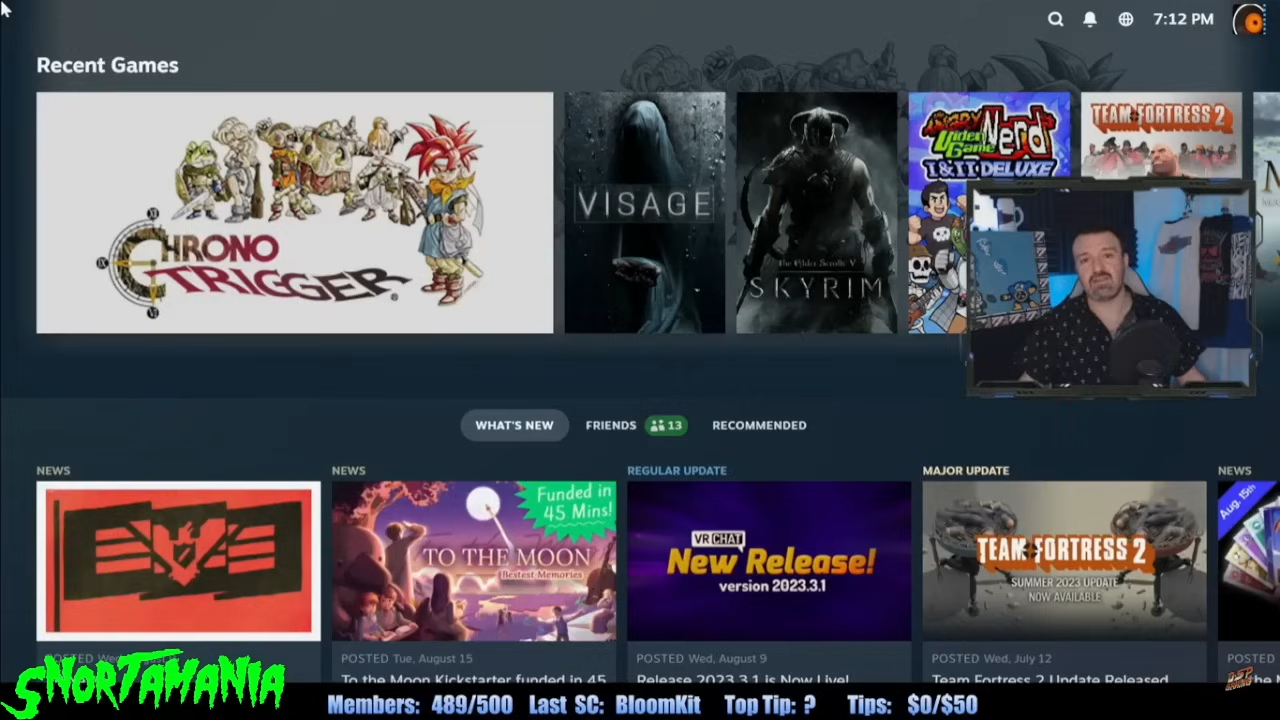 7:12 PM
Recent Games
CHRONO
TRIGGER
VISAGE
The Elder Scrolls V
SKYRIM
ANGRY
Video
Game Nerd
I & II DELUXE
TEAM FORTRESS 2
WHAT'S NEW
FRIENDS 13
RECOMMENDED
NEWS
NEWS
Funded in
45 Mins!
TO THE MOON
Bestest Memories
POSTED Tue, August 15
To the Moon Kickstarter funded in 45
REGULAR UPDATE
VRCHAT
New Release!
version 2023.3.1
POSTED Wed, August 9
Release 2023.3.1 is Now Live!
MAJOR UPDATE
TEAM FORTRESS 2
SUMMER 2023 UPDATE
NOW AVAILABLE
POSTED Wed, July 12
Team Fortress 2 Update Released
NEWS
Aug. 15th
POSTED
SNORTAMANIA
Members: 489/500 Last SC: BloomKit Top Tip: ? Tips: $0/$50